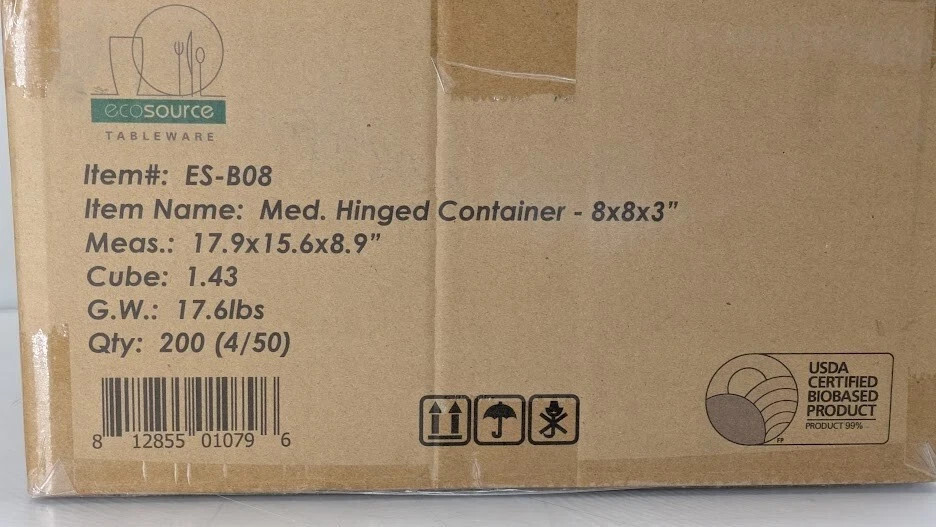 ecosource
TABLEWARE
Item#: ES-B08
Item Name: Med. Hinged Container - 8x8x3”
Meas.: 17.9x15.6x8.9”
Cube: 1.43
G.W.: 17.6lbs
Qty: 200 (4/50)
8 12855 01079 6
USDA
CERTIFIED
BIOBASED
PRODUCT
PRODUCT 99%
FP